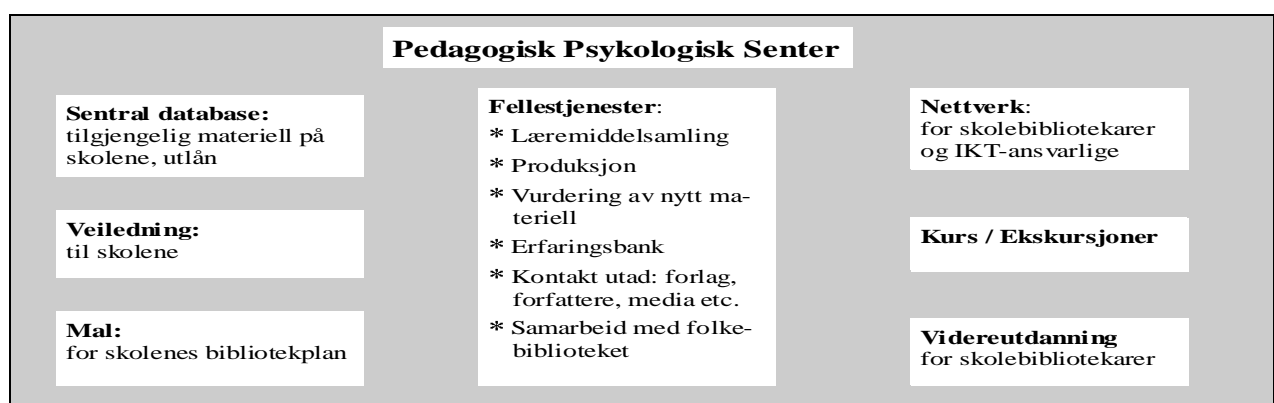 Pedagogisk Psykologisk Senter
Sentral database:
tilgjengelig materiell på
skolene, utlån
Veiledning:
til skolene
Mal:
for skolenes bibliotekplan
Fellestjenester:
* Læremiddelsamling
* Produksjon
* Vurdering av nytt ma-
teriell
* Erfaringsbank
* Kontakt utad: forlag,
forfattere, media etc.
* Samarbeid med folke-
biblioteket
Nettverk:
for skolebibliotekarer
og IKT-ansvarlige
Kurs / Ekskursjoner
Videreutdanning
for skolebibliotekarer